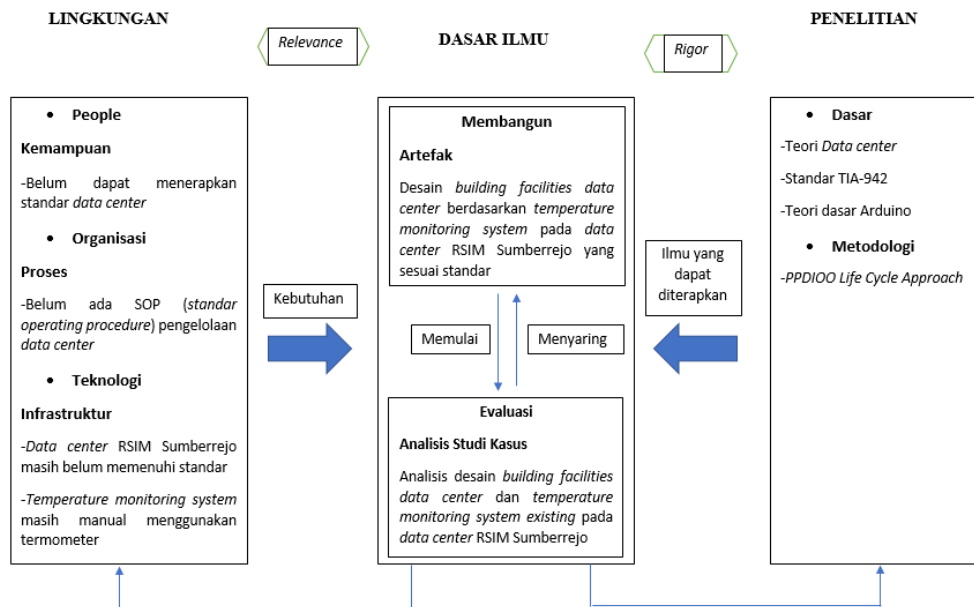 LINGKUNGAN
Relevance
DASAR ILMU
Rigor
PENELITIAN
• People
Kemampuan
-Belum dapat menerapkan
standar data center
• Organisasi
Proses
-Belum ada SOP (standar
operating procedure) pengelolaan
data center
• Teknologi
Infrastruktur
-Data center RSIM Sumberrejo
masih belum memenuhi standar
-Temperature monitoring system
masih manual menggunakan
termometer
Kebutuhan
Membangun
Artefak
Desain building facilities data
center berdasarkan temperature
monitoring system pada data
center RSIM Sumberrejo yang
sesuai standar
Memulai
Menyaring
Evaluasi
Analisis Studi Kasus
Analisis desain building facilities
data center dan temperature
monitoring system existing pada
data center RSIM Sumberrejo
Ilmu yang
dapat
diterapkan
• Dasar
-Teori Data center
-Standar TIA-942
-Teori dasar Arduino
• Metodologi
-PPDIOO Life Cycle Approach